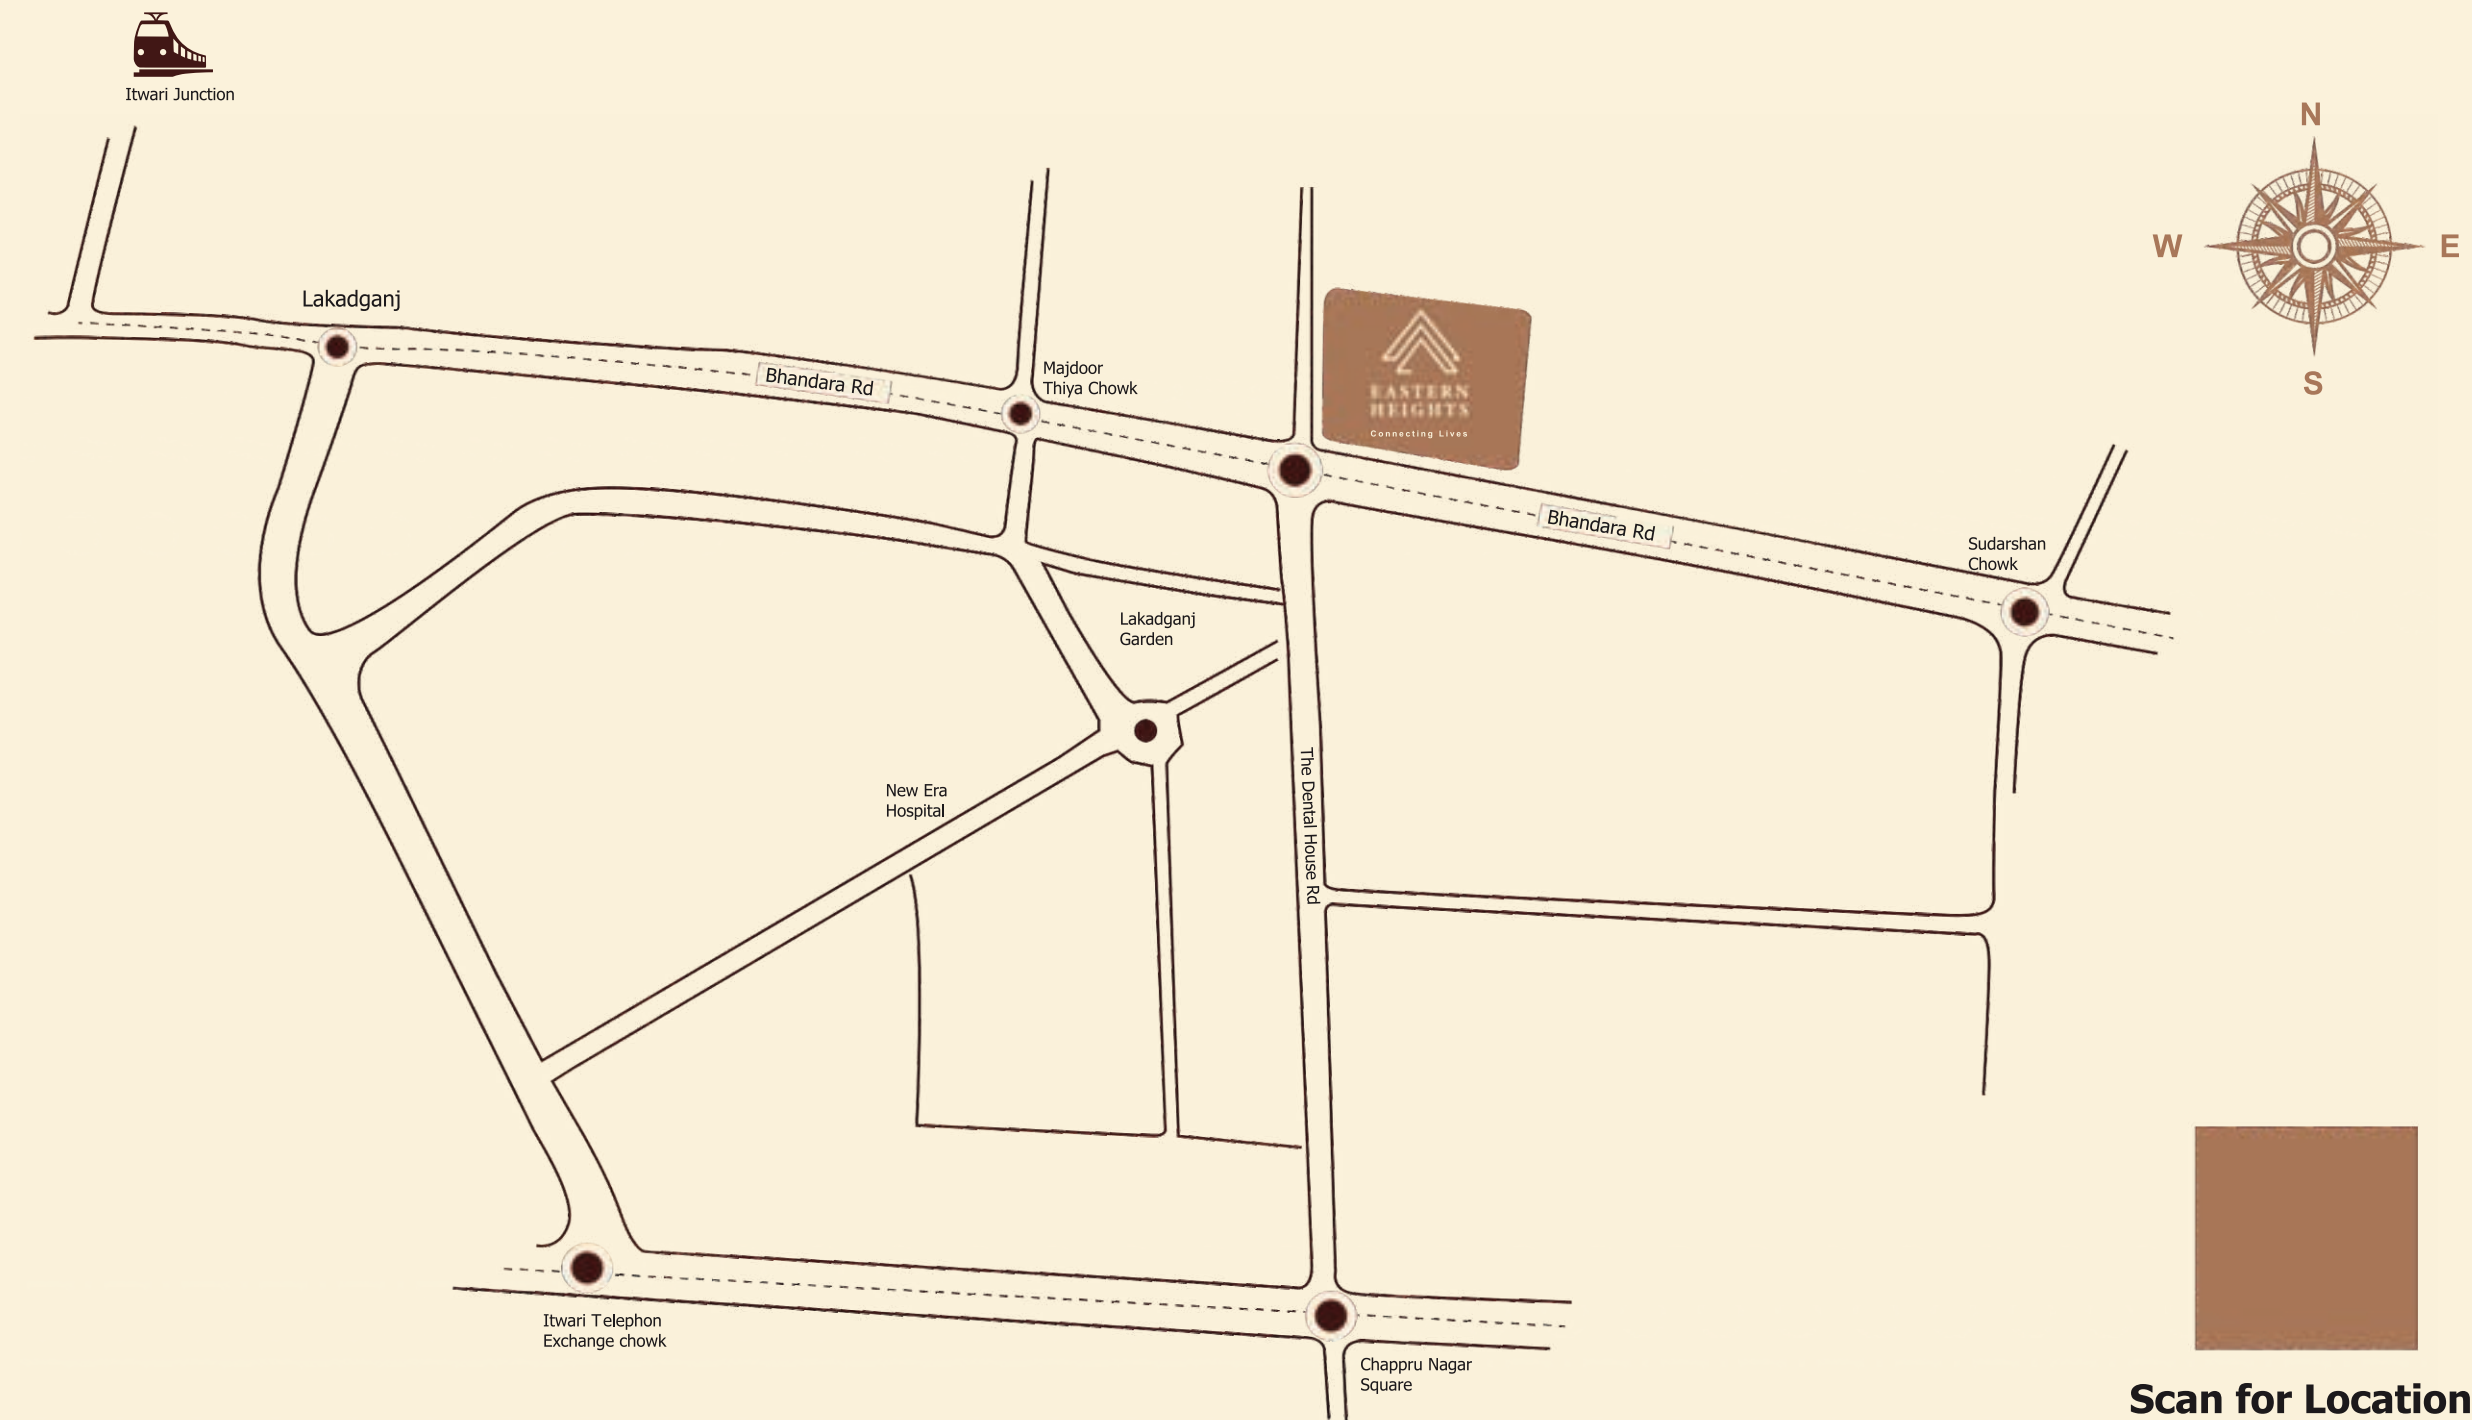 Itwari Junction
N
W
E
S
Lakadganj
Bhandara Rd
Majdoor
Thiya Chowk
EASTERN
HEIGHTS
Connecting Lives
Bhandara Rd
Sudarshan
Chowk
Lakadganj
Garden
The Dental House Rd
New Era
Hospital
Itwari Telephon
Exchange chowk
Chappru Nagar
Square
Scan for Location